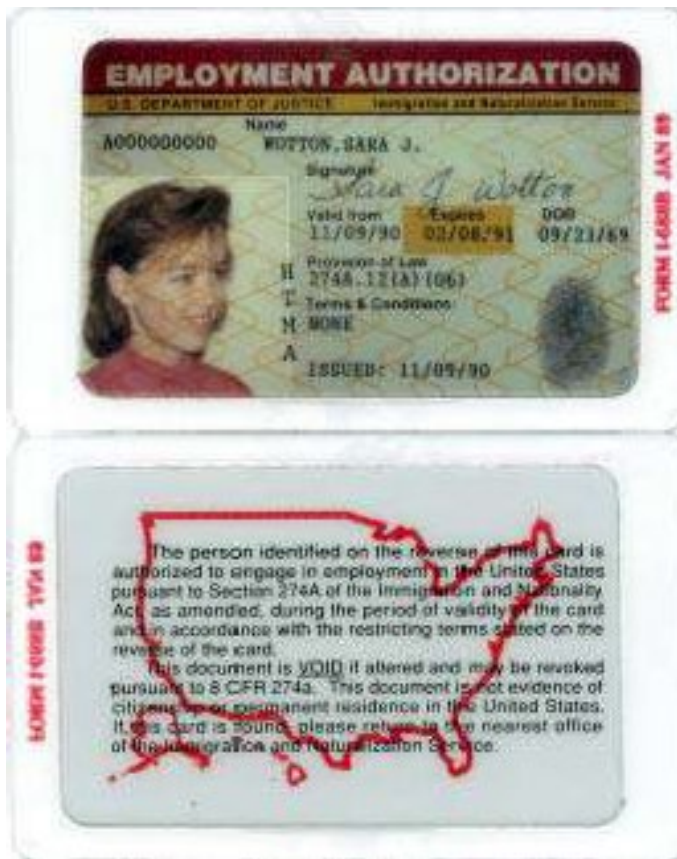 EMPLOYMENT AUTHORIZATION
U.S. DEPARTMENT OF JUSTICE Immigration and Naturalization Service
Name
A000000000 WOTTON, SARA J.
Signature
Sara J Wotton
Valid from Expires DOB
11/09/90 02/08/91 09/21/69
Provision of Law
274A.12(A)(06)
Terms & Conditions
NONE
ISSUED: 11/09/90
H
T
M
A
FORM I-688B JAN 89
The person identified on the reverse of this card is
authorized to engage in employment in the United States
pursuant to Section 274A of the Immigration and Nationality
Act, as amended, during the period of validity of the card
and in accordance with the restricting terms stated on the
reverse of the card.
This document is VOID if altered and may be revoked
pursuant to 8 CFR 274a. This document is not evidence of
citizenship or permanent residence in the United States.
If this card is found, please return to the nearest office
of the Immigration and Naturalization Service.